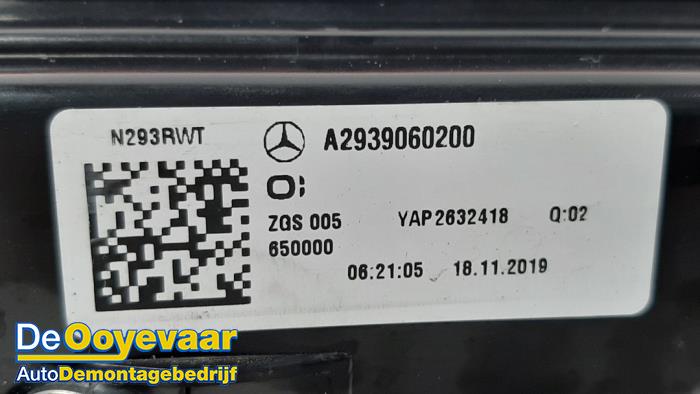 N293RWT
A2939060200
O:
ZGS 005 YAP2632418 Q:02
650000
06:21:05 18.11.2019
De Ooyevaar
AutoDemontagebedrijf